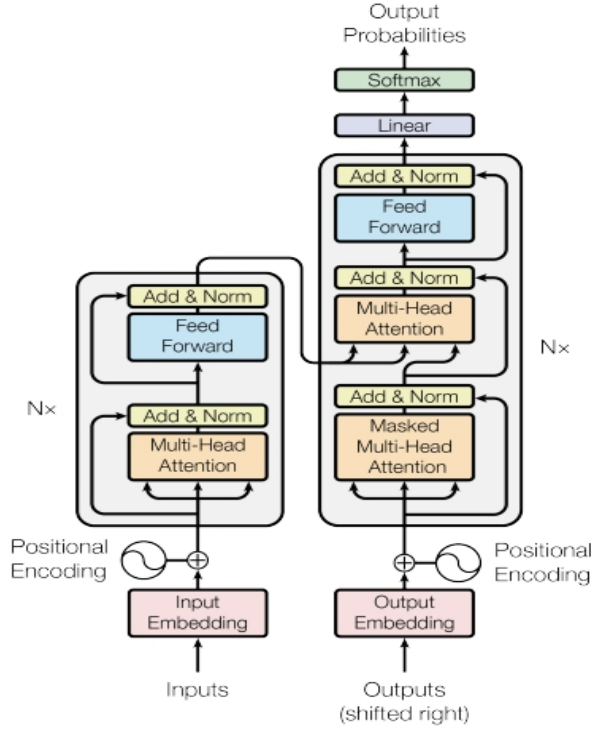 Output
Probabilities
Softmax
Linear
Add & Norm
Feed
Forward
Add & Norm
Multi-Head
Attention
Add & Norm
Masked
Multi-Head
Attention
Nx
Positional
Encoding
Output
Embedding
Outputs
(shifted right)
Add & Norm
Feed
Forward
Add & Norm
Multi-Head
Attention
Nx
Positional
Encoding
Input
Embedding
Inputs